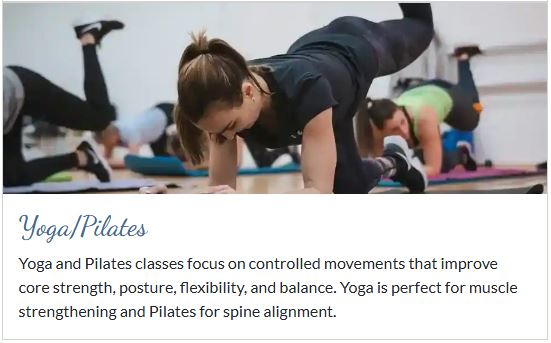 Yoga/Pilates
Yoga and Pilates classes focus on controlled movements that improve
core strength, posture, flexibility, and balance. Yoga is perfect for muscle
strengthening and Pilates for spine alignment.